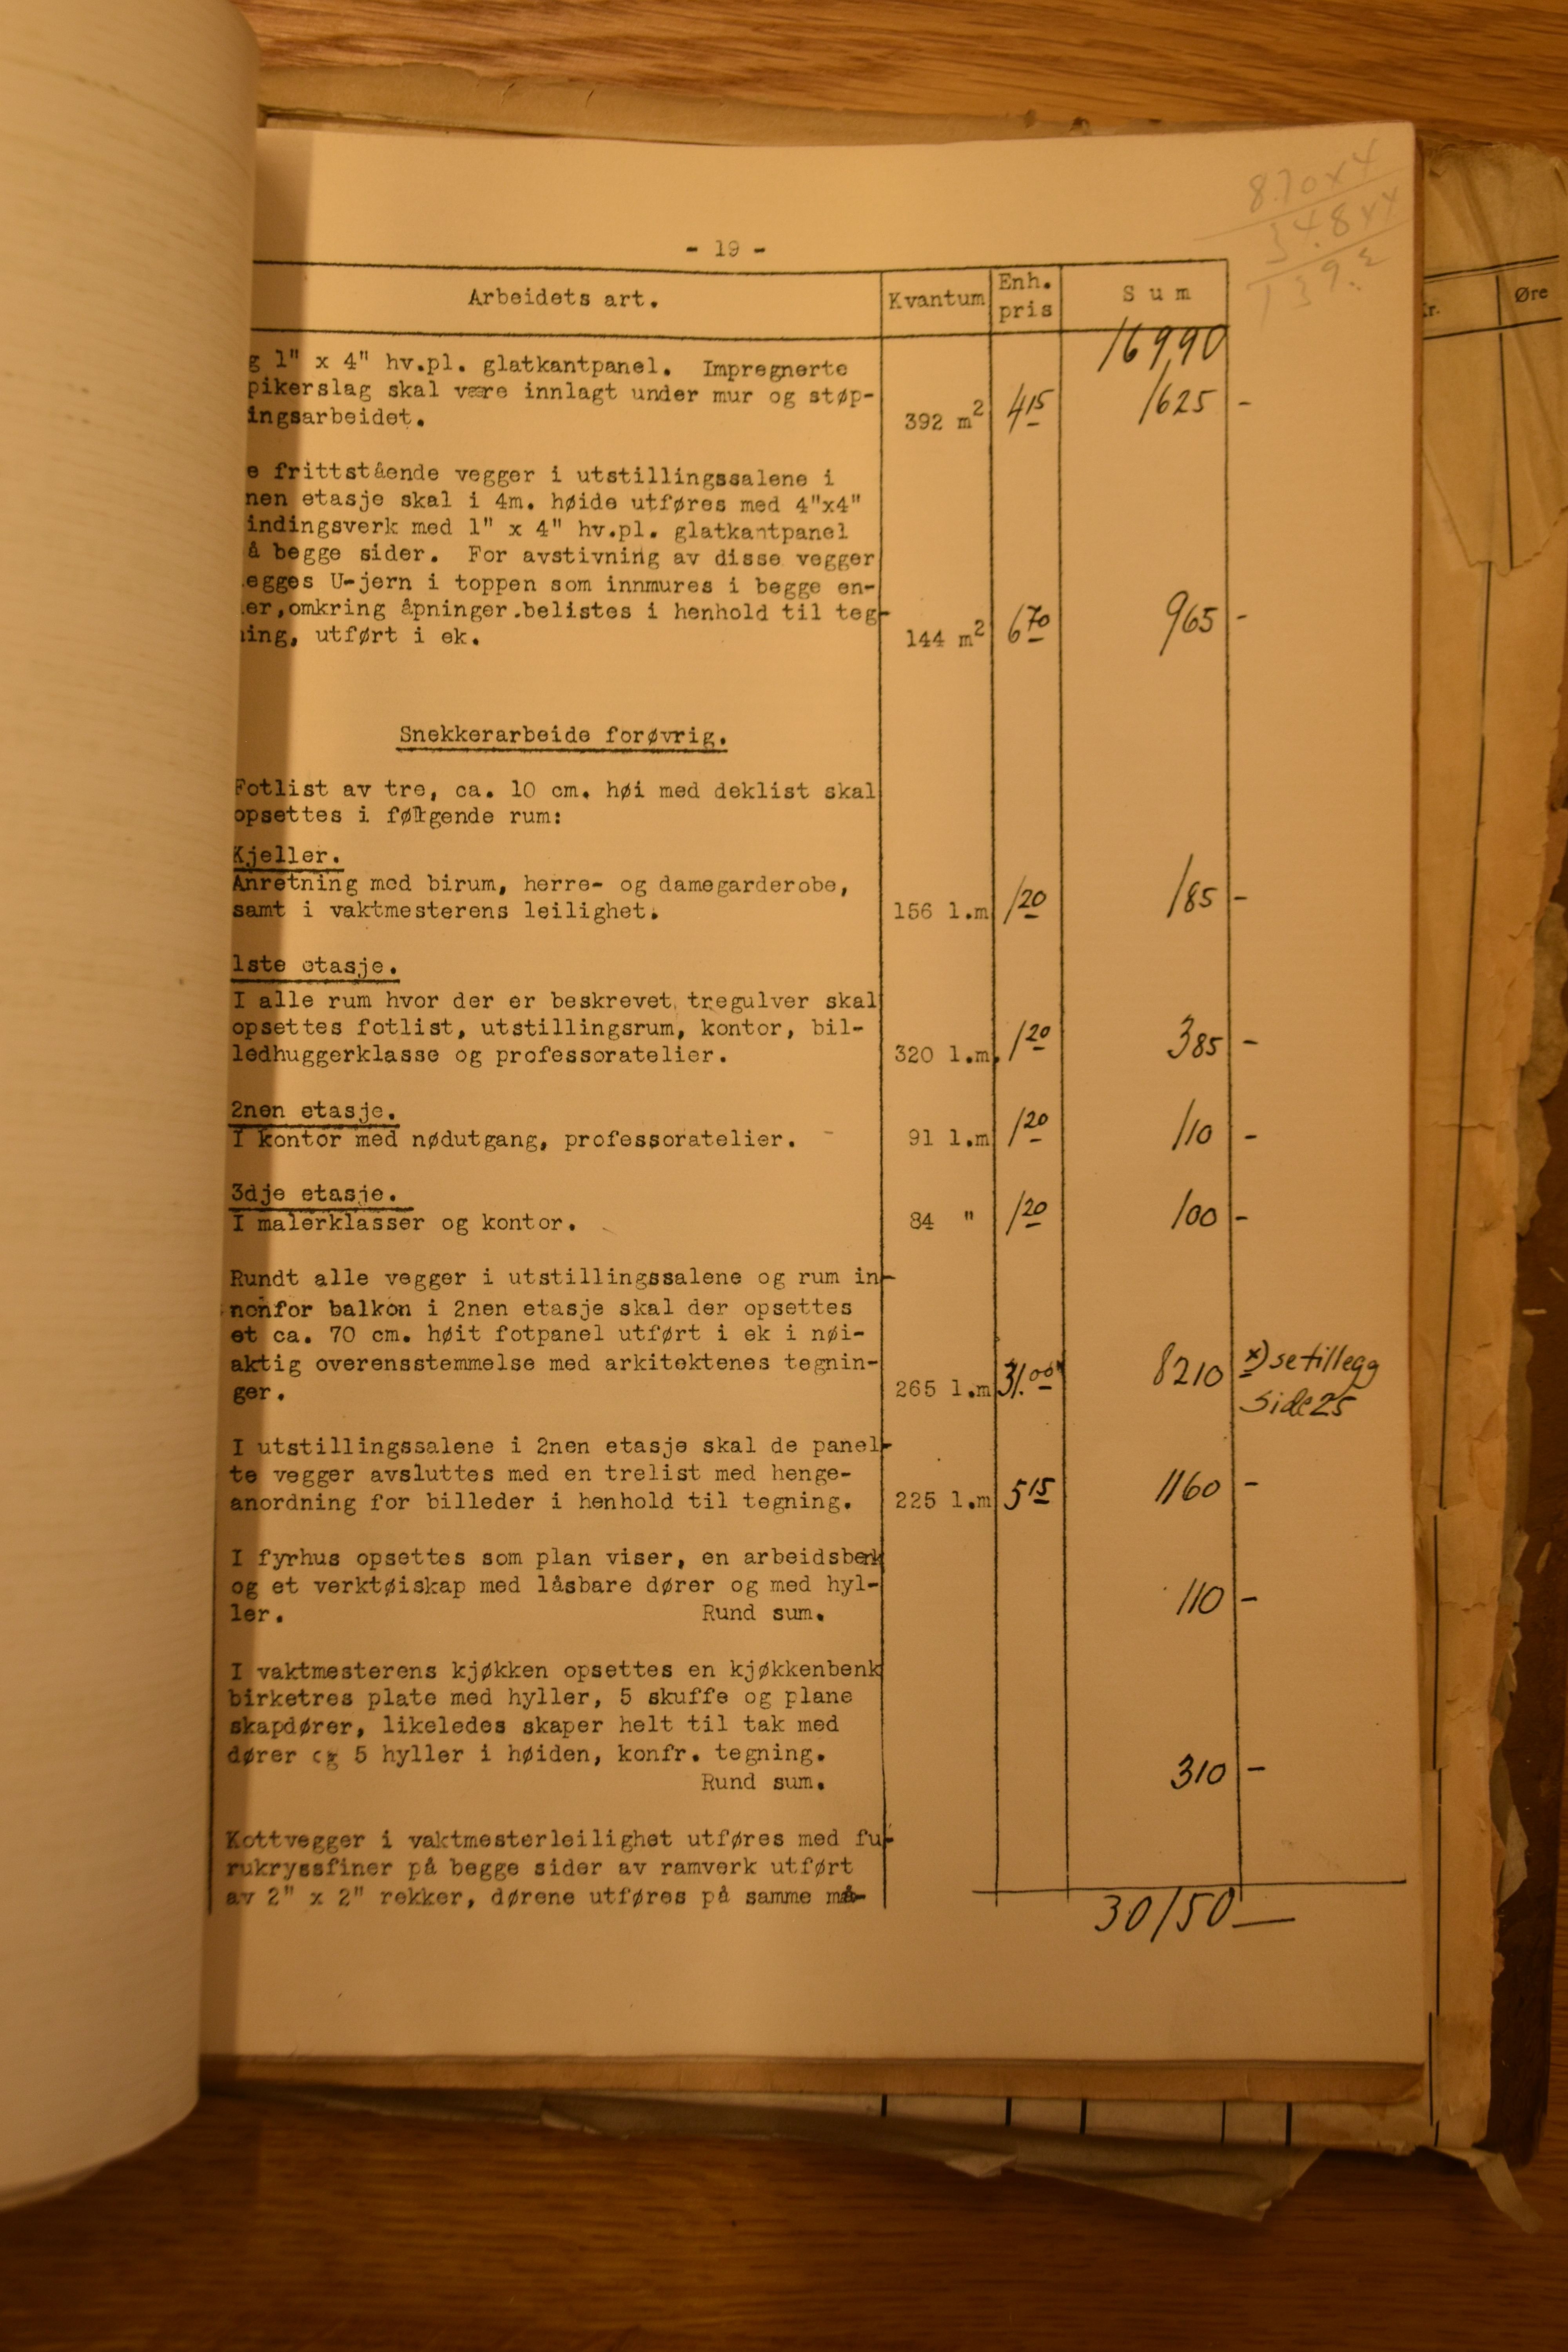 8.70x4
34.8x4
139.2
- 19 -
Arbeidets art. Kvantum Enh. pris Sum
Kr. Øre
16990
g 1" x 4" hv.pl. glatkantpanel. Impregnerte
pikerslag skal være innlagt under mur og støp-
ingsarbeidet. 392 m2 4 15 1625 -
e frittstående vegger i utstillingssalene i
nen etasje skal i 4m. høide utføres med 4"x4"
indingsverk med 1" x 4" hv.pl. glatkantpanel
å begge sider. For avstivning av disse vegger
egges U-jern i toppen som innmures i begge en-
er,omkring åpninger.belistes i henhold til teg-
ning, utført i ek. 144 m2 6 70 965 -
Snekkerarbeide forøvrig.
Fotlist av tre, ca. 10 cm. høi med deklist skal
opsettes i følgende rum:
Kjeller.
Anretning med birum, herre- og damegarderobe,
samt i vaktmesterens leilighet. 156 l.m 1 20 185 -
1ste etasje.
I alle rum hvor der er beskrevet tregulver skal
opsettes fotlist, utstillingsrum, kontor, bil-
ledhuggerklasse og professoratelier. 320 l.m. 1 20 385 -
2nen etasje.
I kontor med nødutgang, professoratelier. 91 l.m 1 20 110 -
3dje etasje.
I malerklasser og kontor. 84 " 1 20 100 -
Rundt alle vegger i utstillingssalene og rum in-
nenfor balkon i 2nen etasje skal der opsettes
et ca. 70 cm. høit fotpanel utført i ek i nøi-
aktig overensstemmelse med arkitektenes tegnin-
ger. 265 l.m 31.00 8210 x) se tillegg
side 25
I utstillingssalene i 2nen etasje skal de panel-
te vegger avsluttes med en trelist med henge-
anordning for billeder i henhold til tegning. 225 l.m 5 15 1160 -
I fyrhus opsettes som plan viser, en arbeidsbenk
og et verktøiskap med låsbare dører og med hyl-
ler. Rund sum. 110 -
I vaktmesterens kjøkken opsettes en kjøkkenbenk
birketres plate med hyller, 5 skuffe og plane
skapdører, likeledes skaper helt til tak med
dører og 5 hyller i høiden, konfr. tegning.
Rund sum. 310 -
Kottvegger i vaktmesterleilighet utføres med fu-
rukryssfiner på begge sider av ramverk utført
av 2" x 2" rekker, dørene utføres på samme må-
30150 -